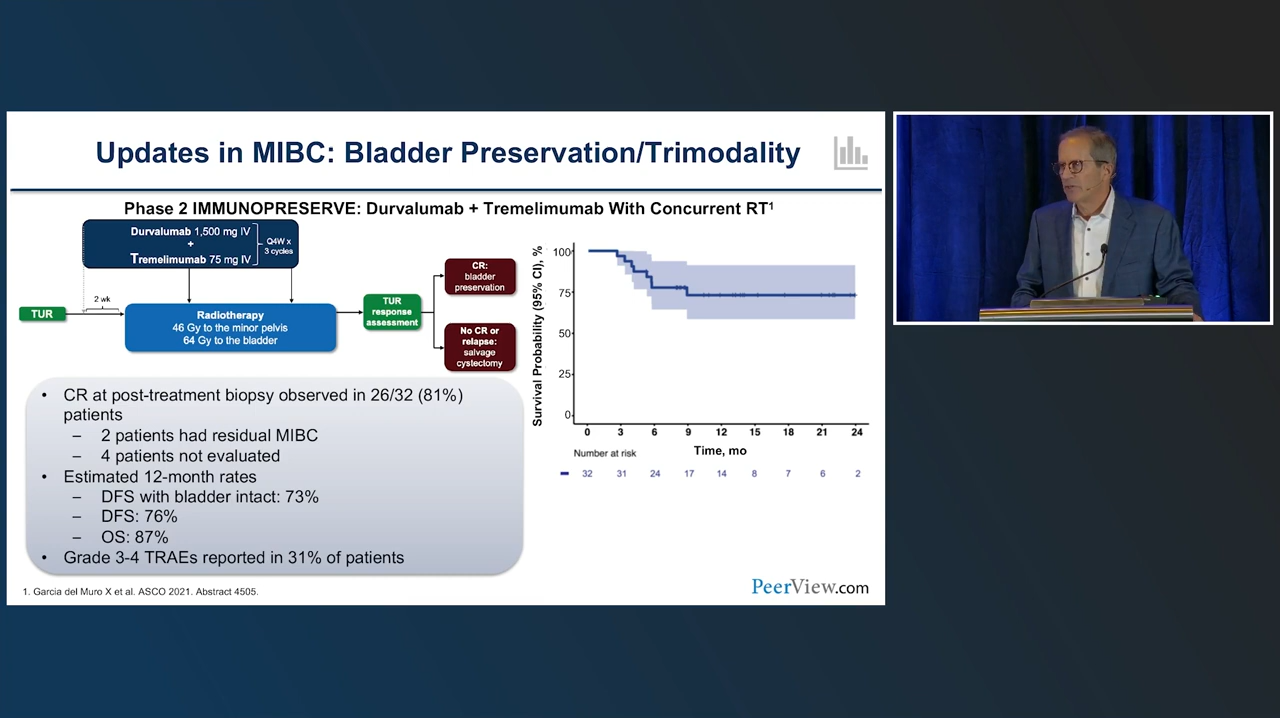 Updates in MIBC: Bladder Preservation/Trimodality
Phase 2 IMMUNOPRESERVE: Durvalumab + Tremelimumab With Concurrent RT1
Durvalumab 1,500 mg IV
+
Tremelimumab 75 mg IV
Q4W x
3 cycles
2 wk
TUR
Radiotherapy
46 Gy to the minor pelvis
64 Gy to the bladder
TUR
response
assessment
CR:
bladder
preservation
No CR or
relapse:
salvage
cystectomy
• CR at post-treatment biopsy observed in 26/32 (81%)
patients
– 2 patients had residual MIBC
– 4 patients not evaluated
• Estimated 12-month rates
– DFS with bladder intact: 73%
– DFS: 76%
– OS: 87%
• Grade 3-4 TRAEs reported in 31% of patients
Survival Probability (95% CI), %
100
75
50
25
0
0 3 6 9 12 15 18 21 24
Time, mo
Number at risk
32 31 24 17 14 8 7 6 2
1. Garcia del Muro X et al. ASCO 2021. Abstract 4505.
PeerView.com